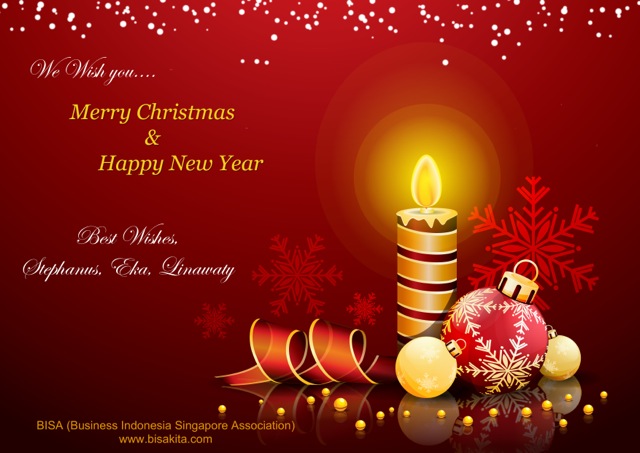 We Wish you....
Merry Christmas
&
Happy New Year
Best Wishes,
Stephanus, Eka, Linawaty
BISA (Business Indonesia Singapore Association)
www.bisakita.com